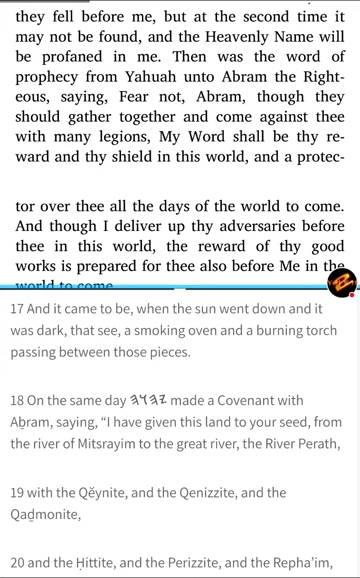 they fell before me, but at the second time it
may not be found, and the Heavenly Name will
be profaned in me. Then was the word of
prophecy from Yahuah unto Abram the Right-
eous, saying, Fear not, Abram, though they
should gather together and come against thee
with many legions, My Word shall be thy re-
ward and thy shield in this world, and a protec-
tor over thee all the days of the world to come.
And though I deliver up thy adversaries before
thee in this world, the reward of thy good
works is prepared for thee also before Me in the
world to come
17 And it came to be, when the sun went down and it
was dark, that see, a smoking oven and a burning torch
passing between those pieces.
18 On the same day 𐤉𐤄𐤅𐤄 made a Covenant with
Aḇram, saying, “I have given this land to your seed, from
the river of Mitsrayim to the great river, the River Perath,
19 with the Qĕynite, and the Qenizzite, and the
Qaḏmonite,
20 and the Ḥittite, and the Perizzite, and the Repha’im,